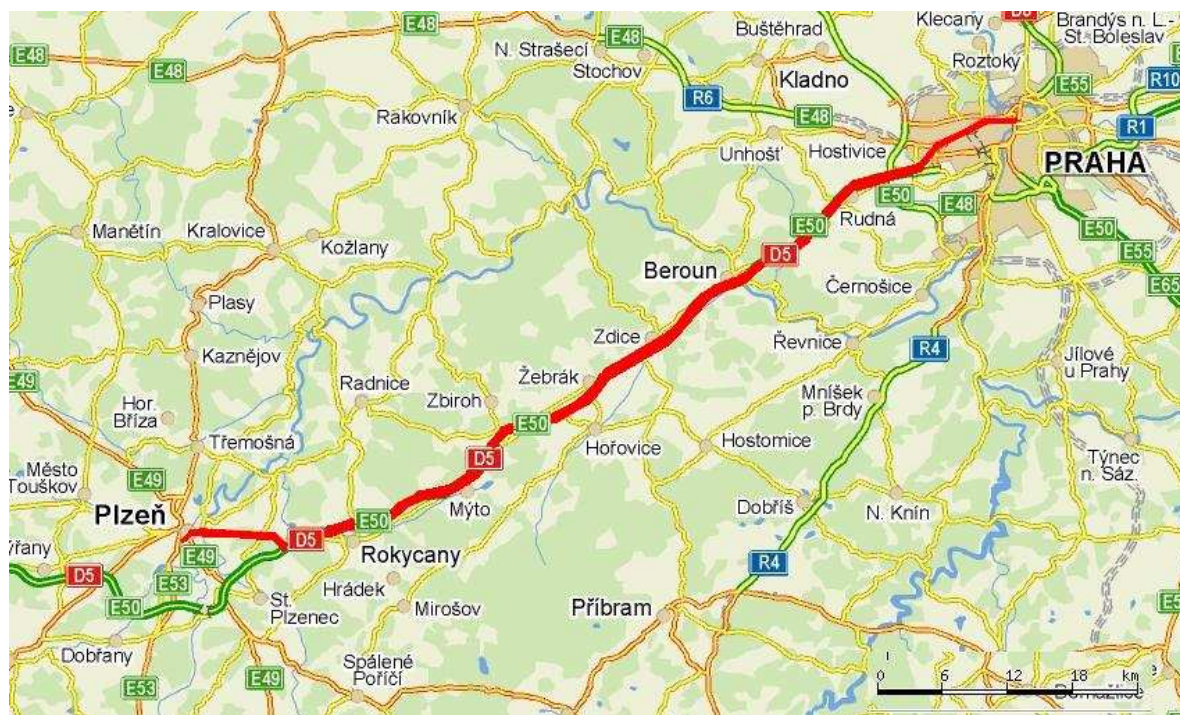 E48
N. Strašecí
Stochov
E48
Buštěhrad
Klecany
Brandýs n. L.-
St. Boleslav
Roztoky
E48
E48
Kladno
E55
R10
R6
E48
Rakovník
R1
Unhošť
Hostivice
PRAHA
E50
E48
Rudná
E50
Manětín
Kralovice
Kožlany
E50
D5
E55
Beroun
Černošice
E65
Plasy
Zdice
Řevnice
R4
Kaznějov
Jílové
u Prahy
E49
Radnice
Žebrák
Zbiroh
Mníšek
p. Brdy
Hor.
Bříza
E50
Třemošná
Hořovice
Hostomice
Týnec
n. Sáz.
D5
Město
Touškov
E49
Mýto
Dobříš
N. Knín
Plzeň
E50
D5
Rokycany
E49
R4
D5
E53
Hrádek
E50
St.
Plzenec
Mirošov
Příbram
Dobřany
Spálené
Poříčí
E49
E53
0 6 12 18 km